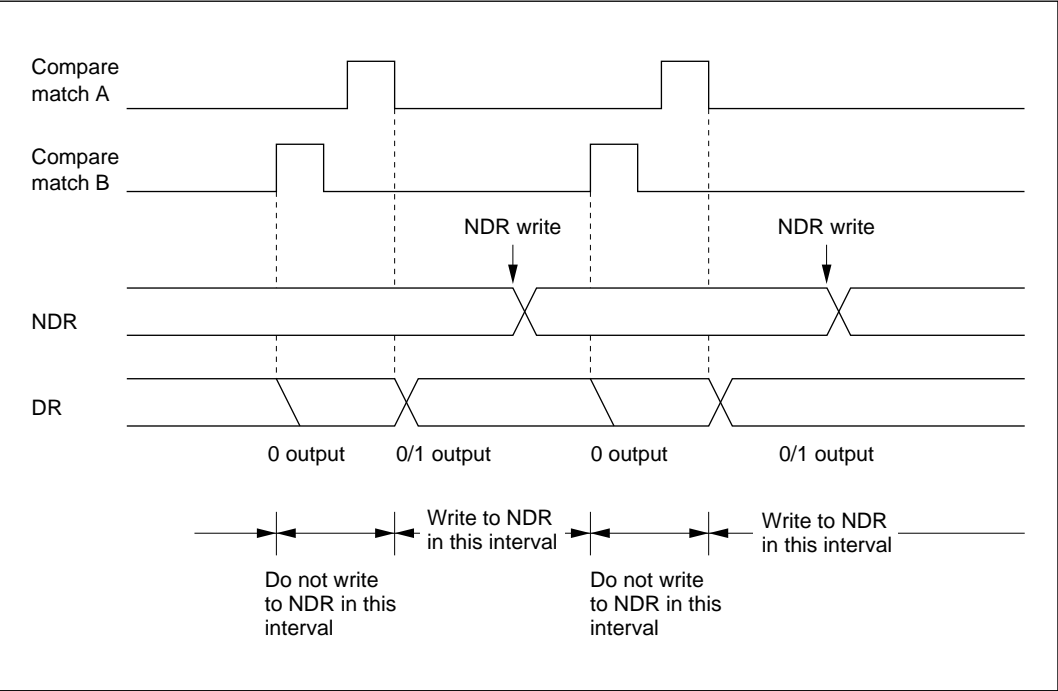 Compare
match A
Compare
match B
NDR write
NDR write
NDR
DR
0 output
0/1 output
0 output
0/1 output
Write to NDR
in this interval
Write to NDR
in this interval
Do not write
to NDR in this
interval
Do not write
to NDR in this
interval